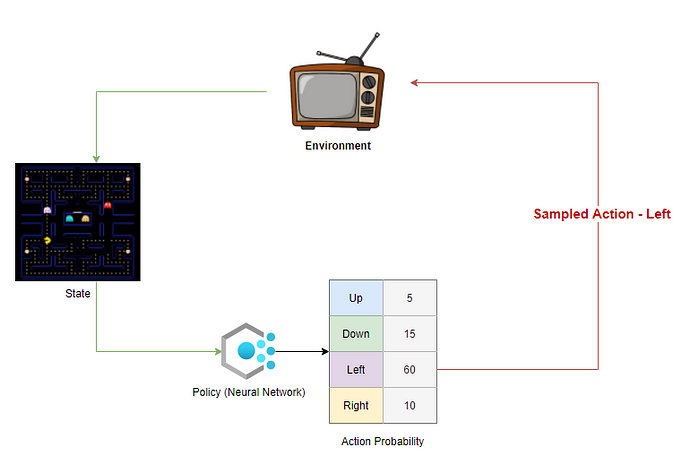 Environment
Sampled Action - Left
State
Up 5
Down 15
Left 60
Right 10
Policy (Neural Network)
Action Probability